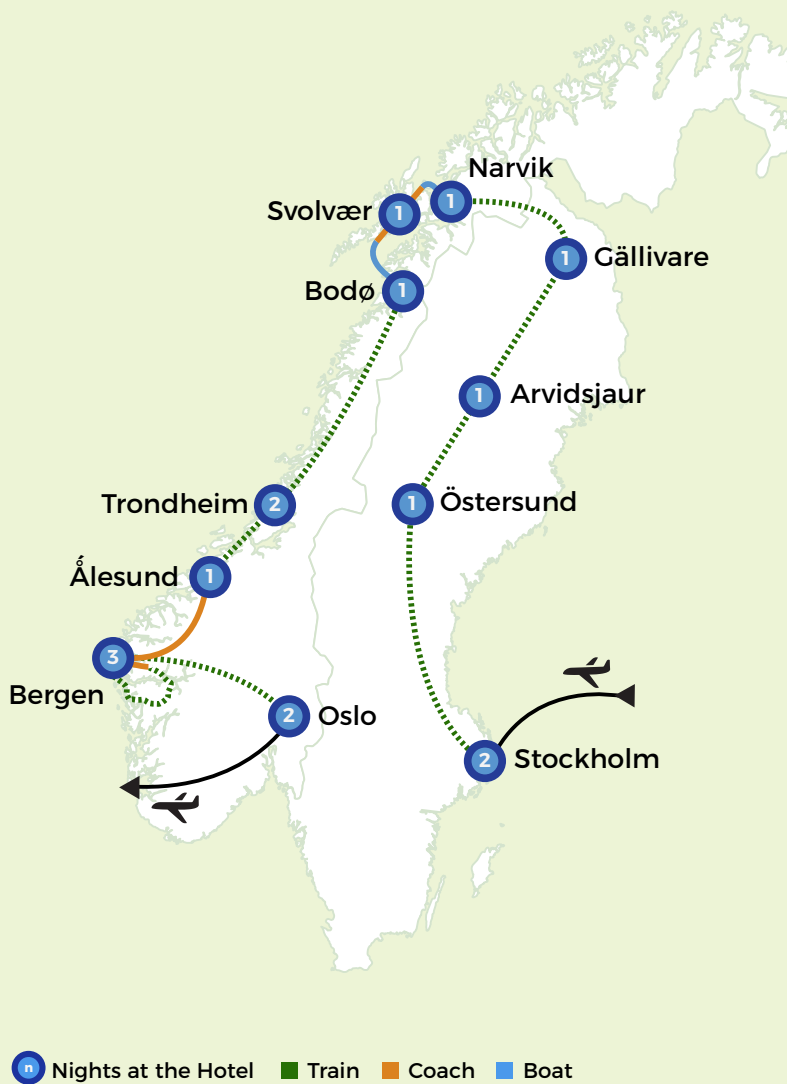 Narvik
1
Svolvær
1
Gällivare
1
Bodø
1
Arvidsjaur
1
Trondheim
2
Östersund
1
Ålesund
1
Bergen
3
Oslo
2
Stockholm
2
n Nights at the Hotel Train Coach Boat